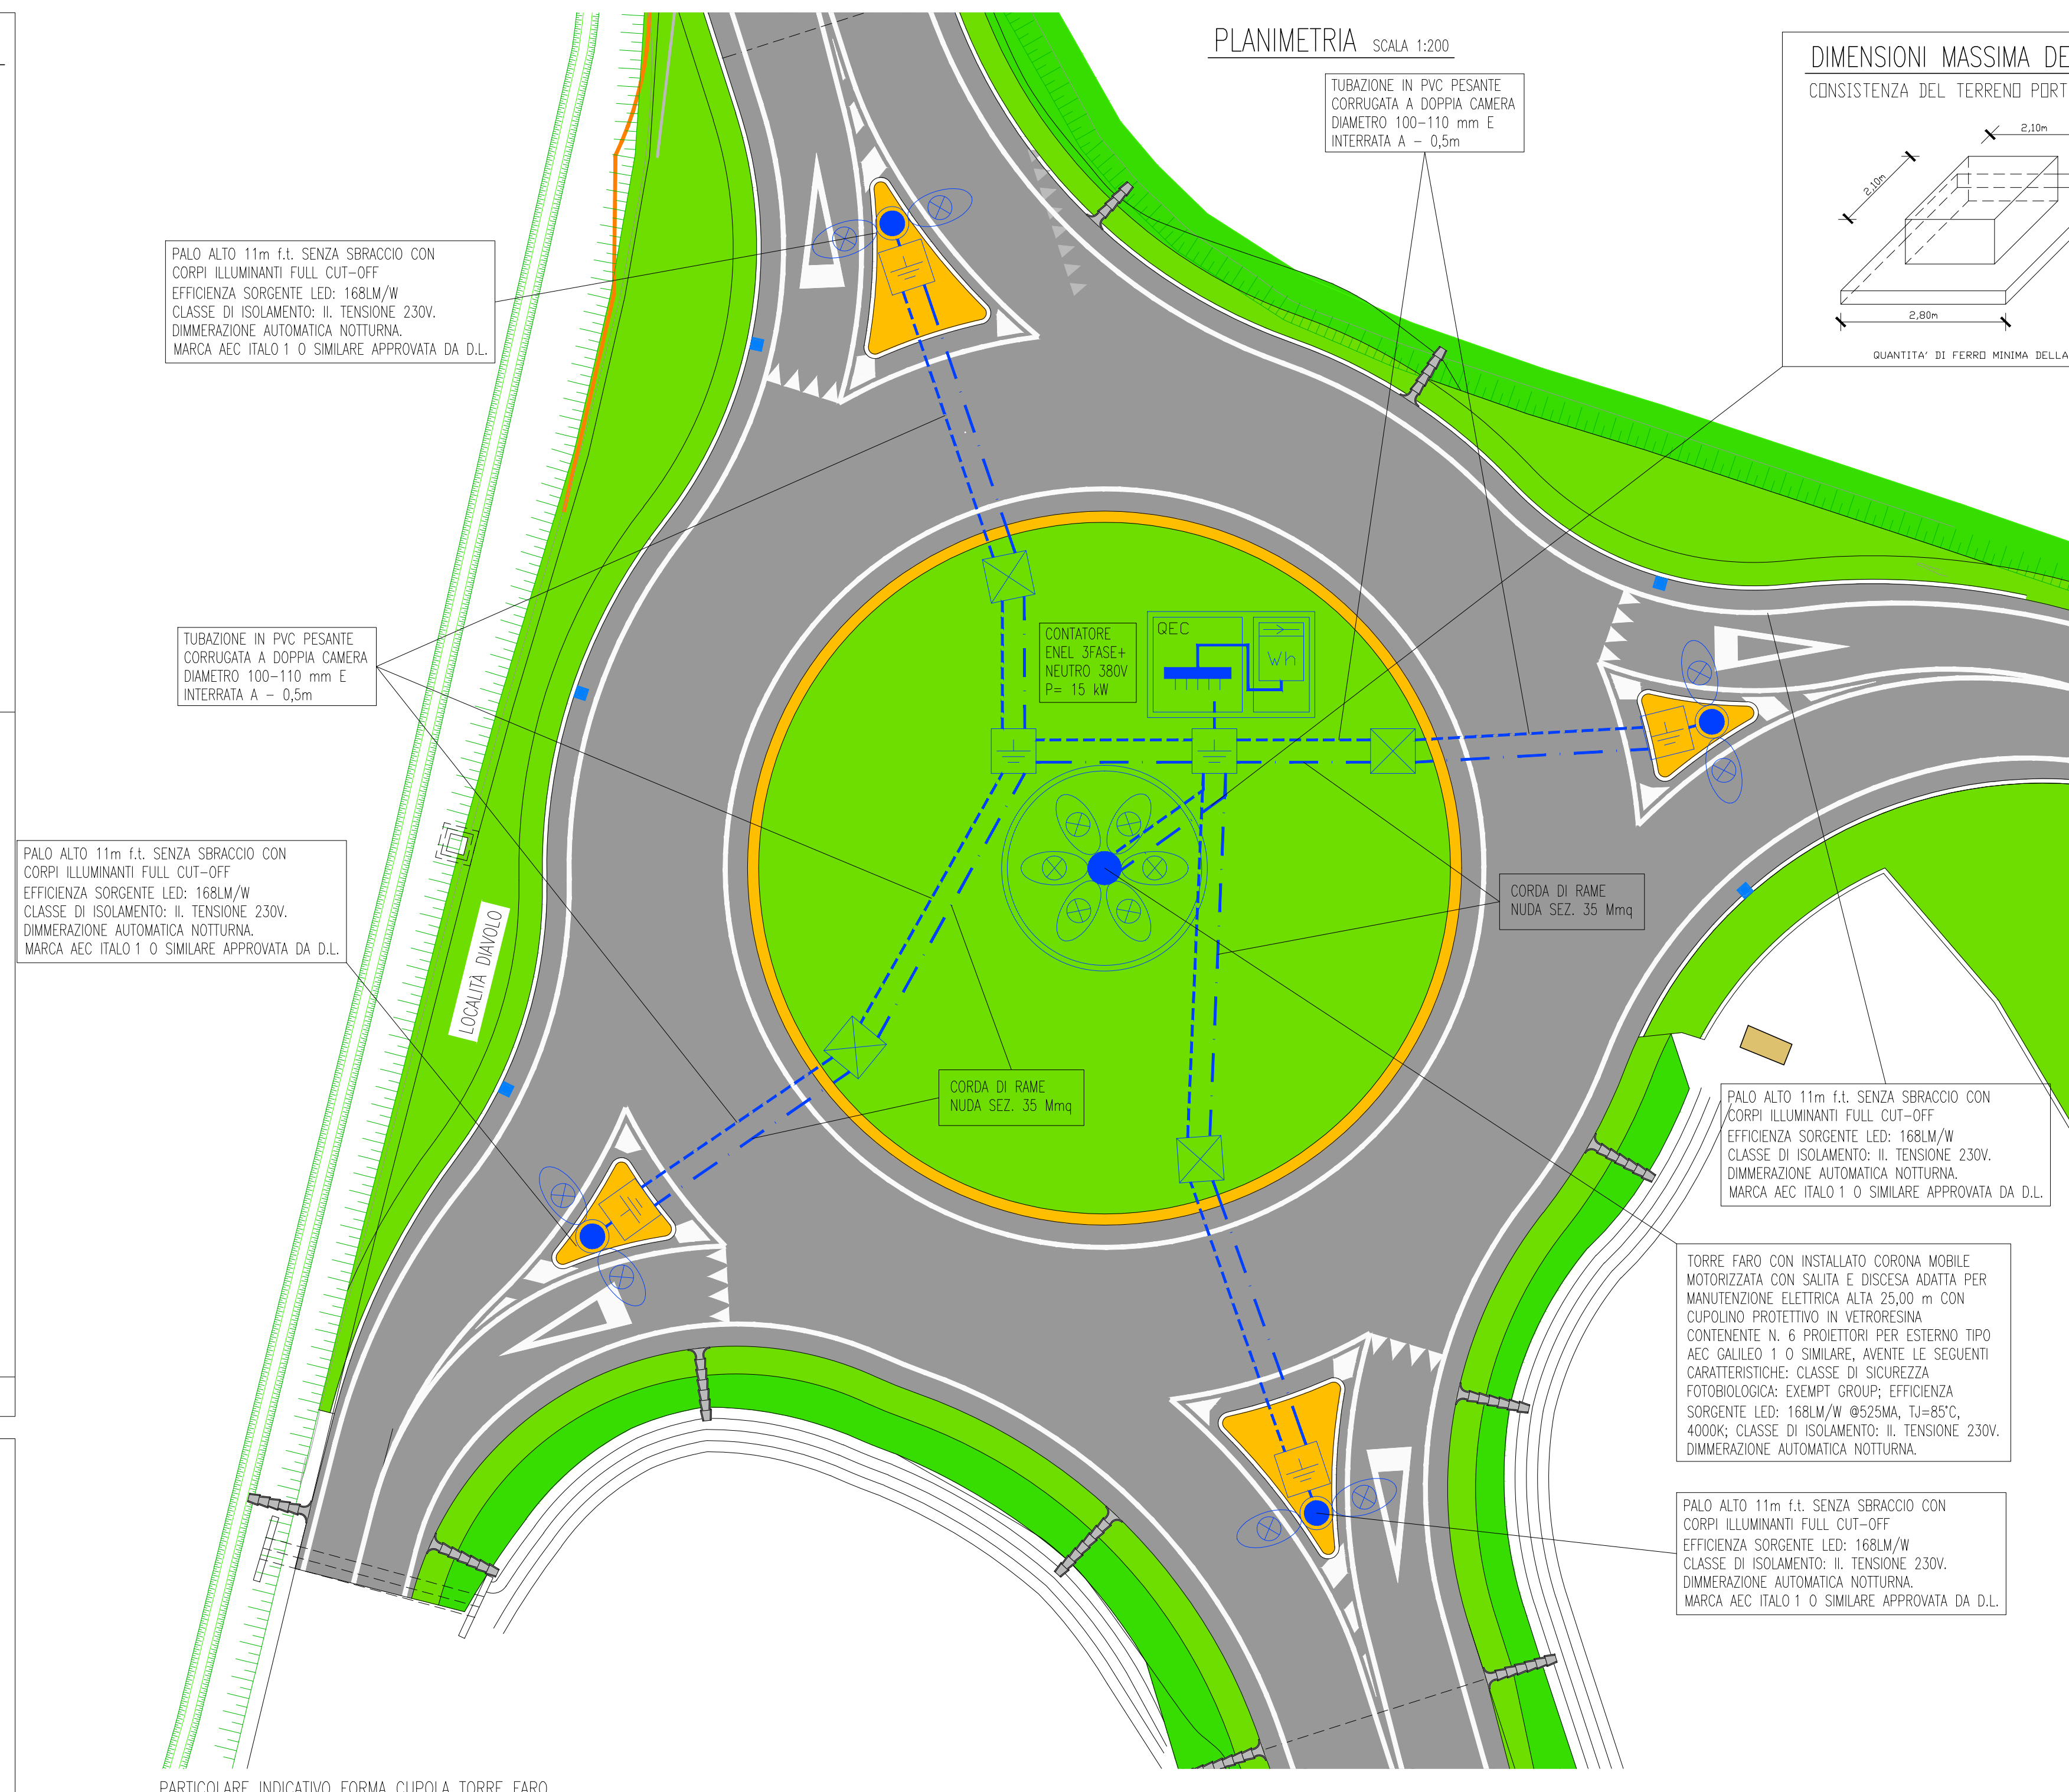 PLANIMETRIA SCALA 1:200
DIMENSIONI MASSIMA
CONSISTENZA DEL TERRENO
2,10m
2,10m
2,80m
QUANTITA' DI FERRO MINIMA DELLA
TUBAZIONE IN PVC PESANTE
CORRUGATA A DOPPIA CAMERA
DIAMETRO 100-110 mm E
INTERRATA A - 0,5m
PALO ALTO 11m f.t. SENZA SBRACCIO CON
CORPI ILLUMINANTI FULL CUT-OFF
EFFICIENZA SORGENTE LED: 168LM/W
CLASSE DI ISOLAMENTO: II. TENSIONE 230V.
DIMMERAZIONE AUTOMATICA NOTTURNA.
MARCA AEC ITALO 1 O SIMILARE APPROVATA DA D.L.
TUBAZIONE IN PVC PESANTE
CORRUGATA A DOPPIA CAMERA
DIAMETRO 100-110 mm E
INTERRATA A - 0,5m
CONTATORE
ENEL 3FASE+
NEUTRO 380V
P= 15 kW
QEC
Wh
PALO ALTO 11m f.t. SENZA SBRACCIO CON
CORPI ILLUMINANTI FULL CUT-OFF
EFFICIENZA SORGENTE LED: 168LM/W
CLASSE DI ISOLAMENTO: II. TENSIONE 230V.
DIMMERAZIONE AUTOMATICA NOTTURNA.
MARCA AEC ITALO 1 O SIMILARE APPROVATA DA D.L.
LOCALITÀ DIAVOLO
CORDA DI RAME
NUDA SEZ. 35 Mmq
CORDA DI RAME
NUDA SEZ. 35 Mmq
PALO ALTO 11m f.t. SENZA SBRACCIO CON
CORPI ILLUMINANTI FULL CUT-OFF
EFFICIENZA SORGENTE LED: 168LM/W
CLASSE DI ISOLAMENTO: II. TENSIONE 230V.
DIMMERAZIONE AUTOMATICA NOTTURNA.
MARCA AEC ITALO 1 O SIMILARE APPROVATA DA D.L.
TORRE FARO CON INSTALLATO CORONA MOBILE
MOTORIZZATA CON SALITA E DISCESA ADATTA PER
MANUTENZIONE ELETTRICA ALTA 25,00 m CON
CUPOLINO PROTETTIVO IN VETRORESINA
CONTENENTE N. 6 PROIETTORI PER ESTERNO TIPO
AEC GALILEO 1 O SIMILARE, AVENTE LE SEGUENTI
CARATTERISTICHE: CLASSE DI SICUREZZA
FOTOBIOLOGICA: EXEMPT GROUP; EFFICIENZA
SORGENTE LED: 168LM/W @525MA, TJ=85°C,
4000K; CLASSE DI ISOLAMENTO: II. TENSIONE 230V.
DIMMERAZIONE AUTOMATICA NOTTURNA.
PALO ALTO 11m f.t. SENZA SBRACCIO CON
CORPI ILLUMINANTI FULL CUT-OFF
EFFICIENZA SORGENTE LED: 168LM/W
CLASSE DI ISOLAMENTO: II. TENSIONE 230V.
DIMMERAZIONE AUTOMATICA NOTTURNA.
MARCA AEC ITALO 1 O SIMILARE APPROVATA DA D.L.
PARTICOLARE INDICATIVO FORMA CUPOLA TORRE FARO